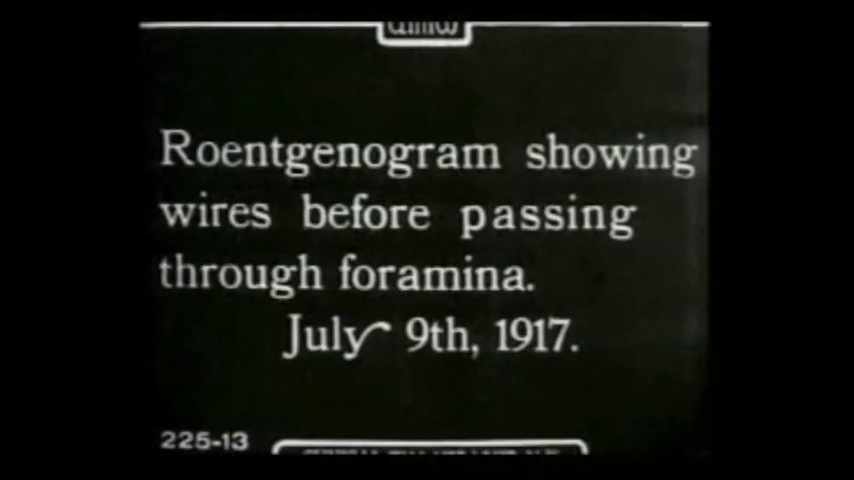 Roentgenogram showing
wires before passing
through foramina.
July 9th, 1917.
225-13